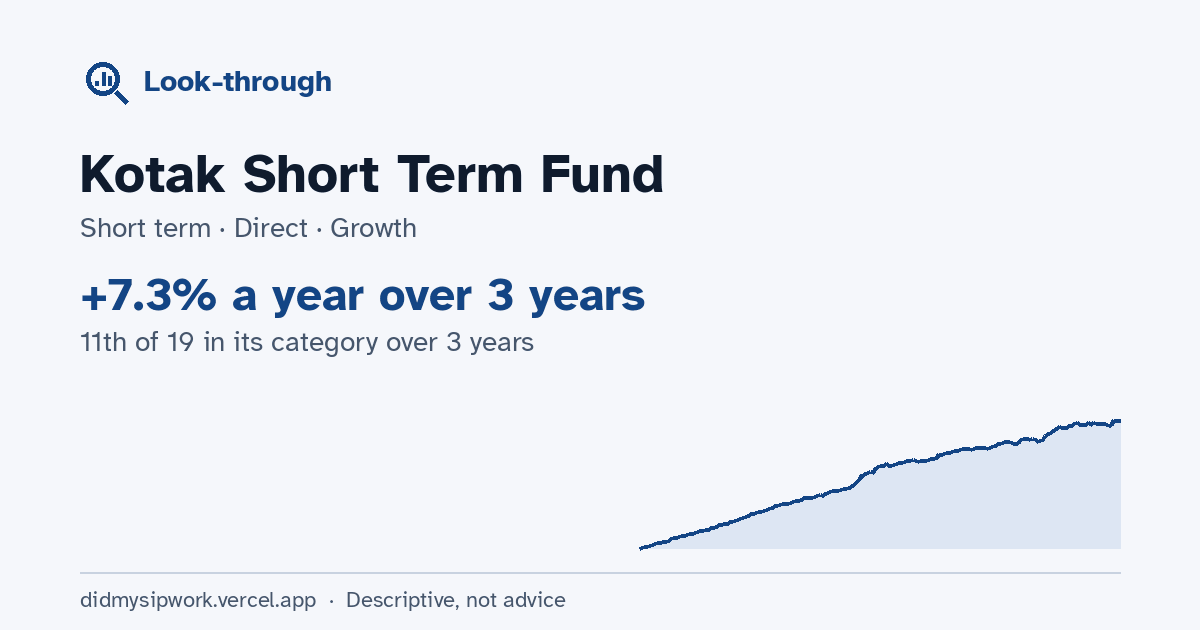 Look-through
Kotak Short Term Fund
Short term · Direct · Growth
+7.3% a year over 3 years
11th of 19 in its category over 3 years
didmysipwork.vercel.app · Descriptive, not advice